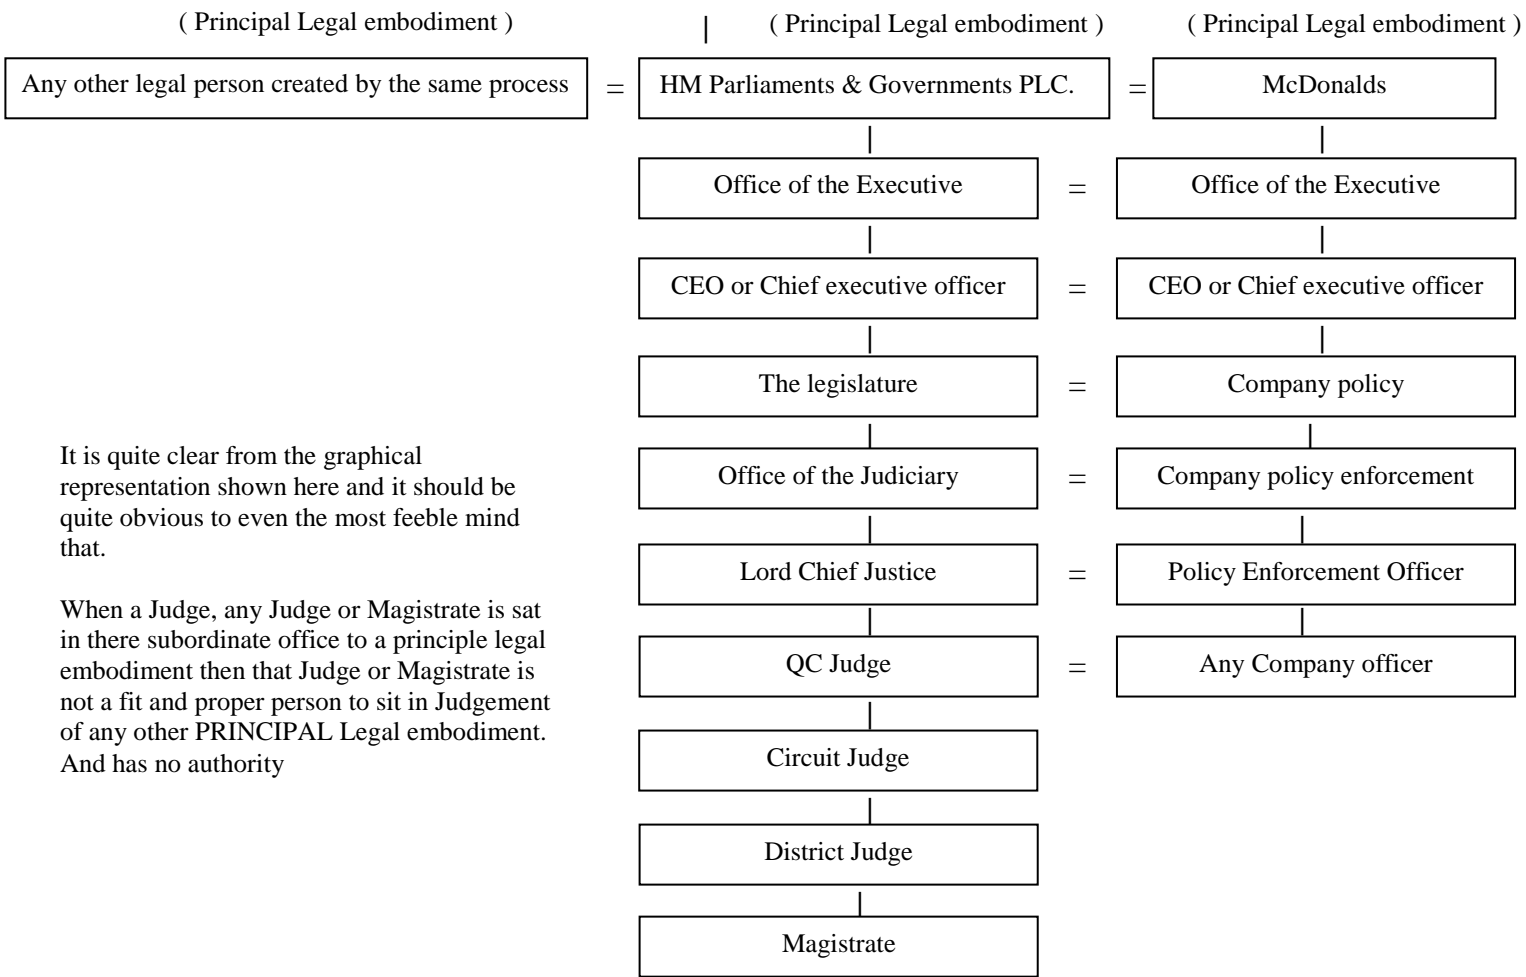 ( Principal Legal embodiment ) | ( Principal Legal embodiment ) ( Principal Legal embodiment )
Any other legal person created by the same process = HM Parliaments & Governments PLC. = McDonalds
Office of the Executive = Office of the Executive
CEO or Chief executive officer = CEO or Chief executive officer
The legislature = Company policy
Office of the Judiciary = Company policy enforcement
Lord Chief Justice = Policy Enforcement Officer
QC Judge = Any Company officer
Circuit Judge
District Judge
Magistrate
It is quite clear from the graphical
representation shown here and it should be
quite obvious to even the most feeble mind
that.
When a Judge, any Judge or Magistrate is sat
in there subordinate office to a principle legal
embodiment then that Judge or Magistrate is
not a fit and proper person to sit in Judgement
of any other PRINCIPAL Legal embodiment.
And has no authority